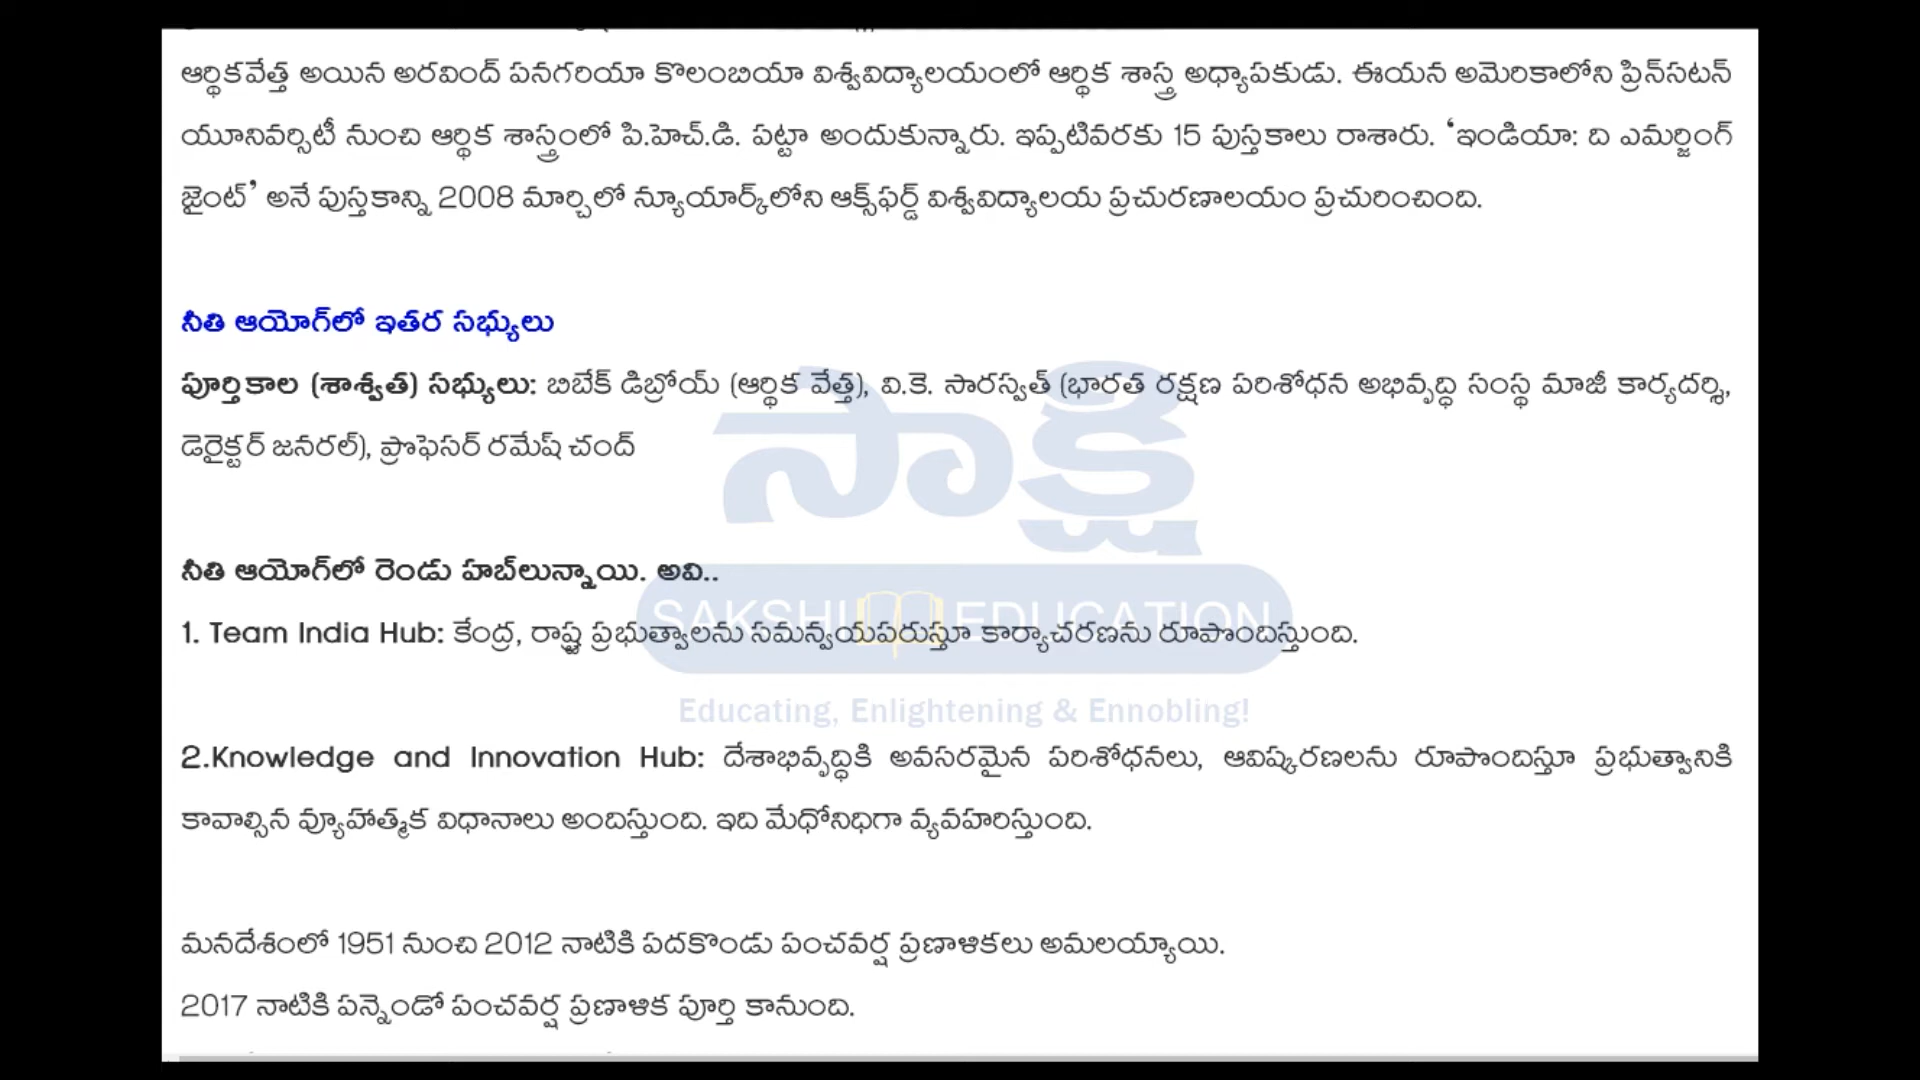 ఆర్థికవేత్త అయిన అరవింద్ పనగరియా కొలంబియా విశ్వవిద్యాలయంలో ఆర్థిక శాస్త్ర అధ్యాపకుడు. ఈయన అమెరికాలోని ప్రిన్‌సటన్
యూనివర్సిటీ నుంచి ఆర్థిక శాస్త్రంలో పి.హెచ్.డి. పట్టా అందుకున్నారు. ఇప్పటివరకు 15 పుస్తకాలు రాశారు. ‘ఇండియా: ది ఎమర్జింగ్
జైంట్’ అనే పుస్తకాన్ని 2008 మార్చిలో న్యూయార్క్‌లోని ఆక్స్‌ఫర్డ్ విశ్వవిద్యాలయ ప్రచురణాలయం ప్రచురించింది.
నీతి ఆయోగ్‌లో ఇతర సభ్యులు
పూర్తికాల (శాశ్వత) సభ్యులు: బిబేక్ డిబ్రోయ్ (ఆర్థిక వేత్త), వి.కె. సారస్వత్ (భారత రక్షణ పరిశోధన అభివృద్ధి సంస్థ మాజీ కార్యదర్శి,
డెరైక్టర్ జనరల్), ప్రొఫెసర్ రమేష్ చంద్
సాక్షి
నీతి ఆయోగ్‌లో రెండు హబ్‌లున్నాయి. అవి..
SAKSHI EDUCATION
1. Team India Hub: కేంద్ర, రాష్ట్ర ప్రభుత్వాలను సమన్వయపరుస్తూ కార్యాచరణను రూపొందిస్తుంది.
Educating, Enlightening & Ennobling!
2.Knowledge and Innovation Hub: దేశాభివృద్ధికి అవసరమైన పరిశోధనలు, ఆవిష్కరణలను రూపొందిస్తూ ప్రభుత్వానికి
కావాల్సిన వ్యూహాత్మక విధానాలు అందిస్తుంది. ఇది మేధోనిధిగా వ్యవహరిస్తుంది.
మనదేశంలో 1951 నుంచి 2012 నాటికి పదకొండు పంచవర్ష ప్రణాళికలు అమలయ్యాయి.
2017 నాటికి పన్నెండో పంచవర్ష ప్రణాళిక పూర్తి కానుంది.